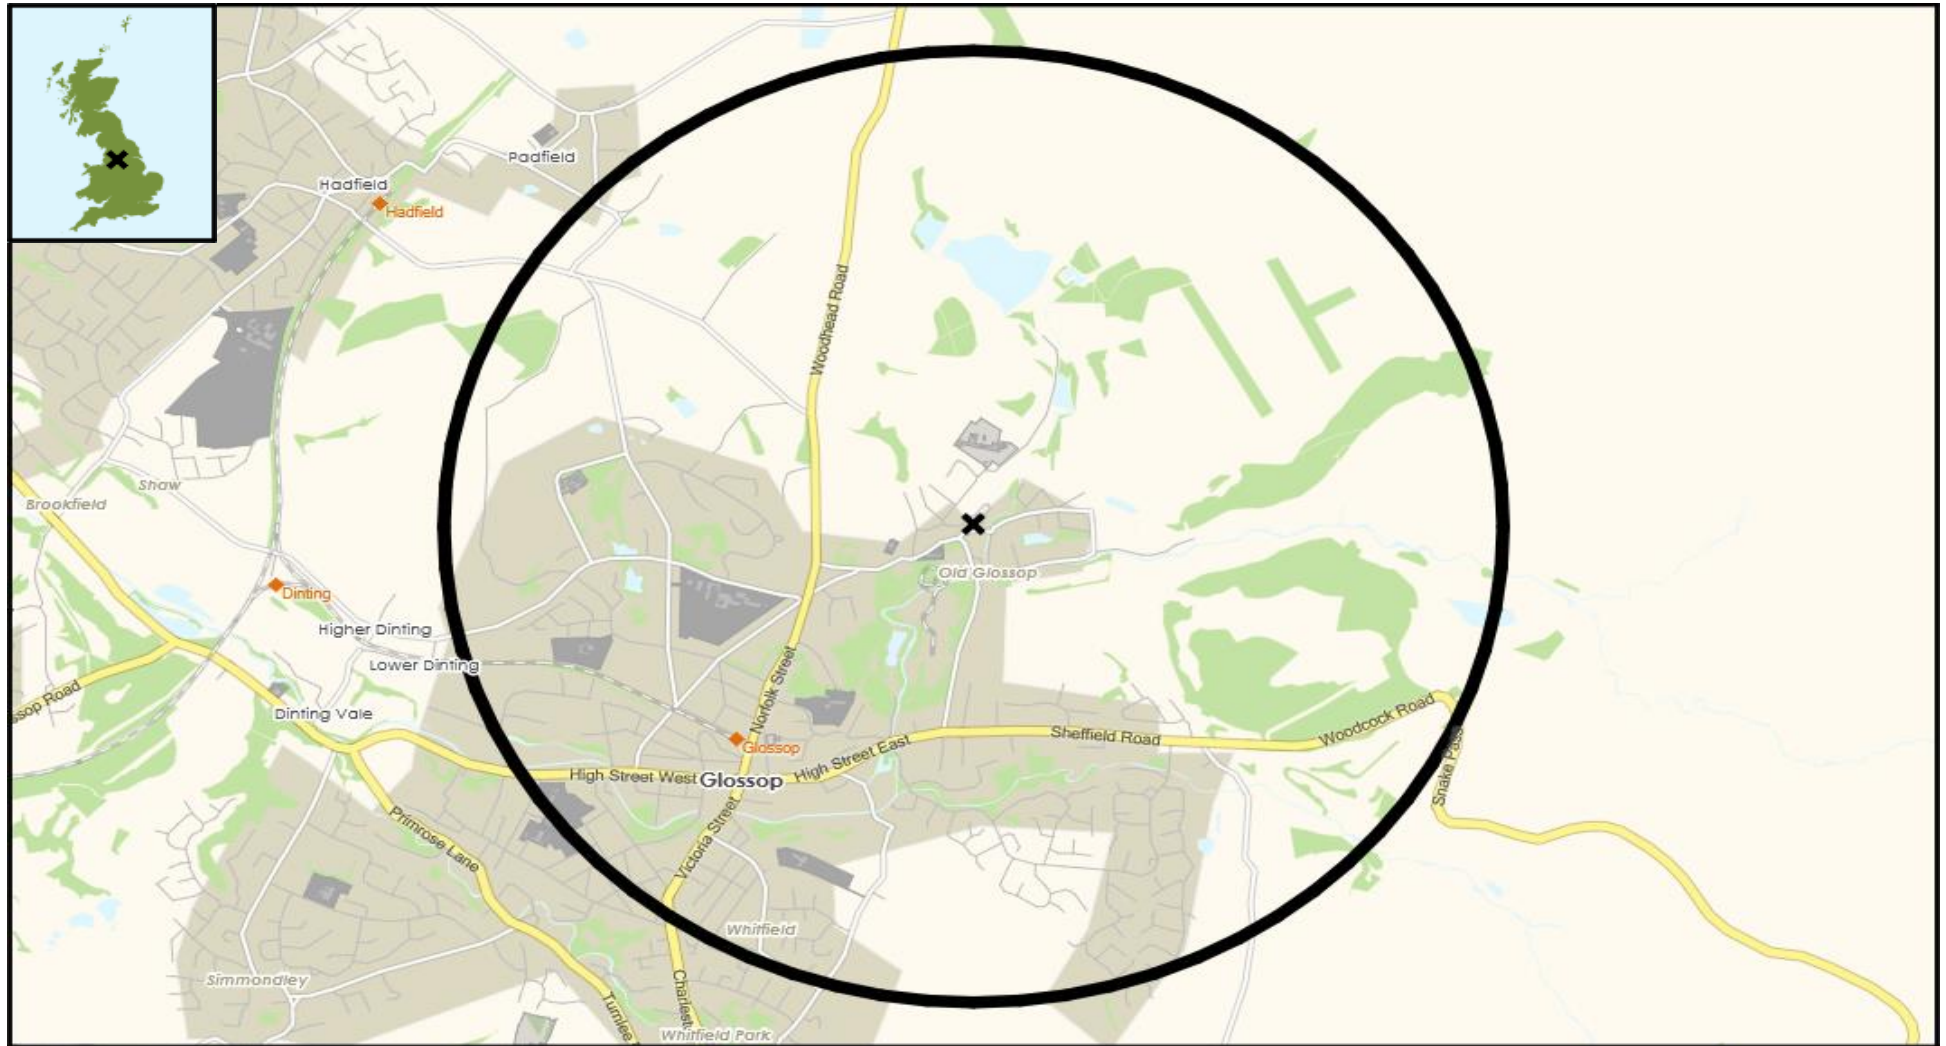 Padfield
Hadfield
Hadfield
Woodhead Road
Shaw
Brookfield
Old Glossop
Dinting
Higher Dinting
Lower Dinting
Norfolk Street
ssop Road
Dinting Vale
Woodcock Road
Sheffield Road
Glossop
High Street East
Snake Pass
High Street West
Glossop
Primrose Lane
Victoria Street
Whitfield
Simmondley
Charlest
Turnlee
Whitfield Park